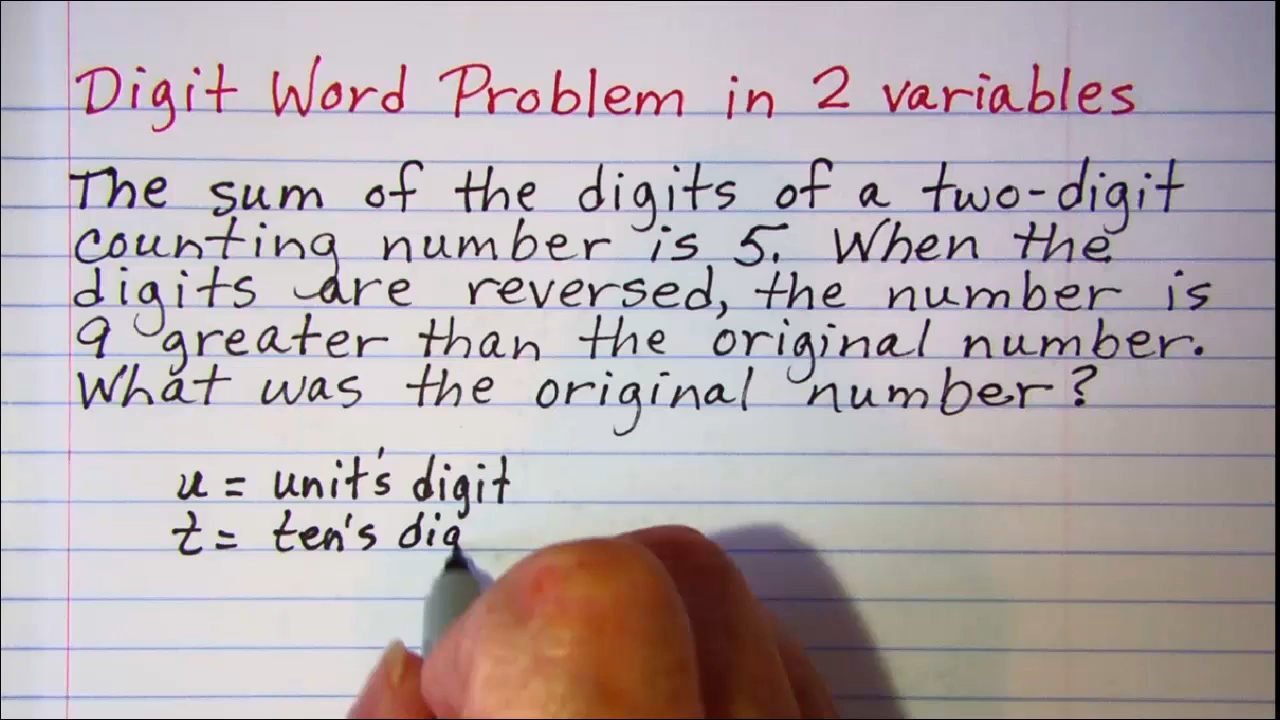 Digit Word Problem in 2 variables
The sum of the digits of a two-digit
counting number is 5. When the
digits are reversed, the number is
9 greater than the original number.
What was the original number?
u = unit's digit
t = ten's dig